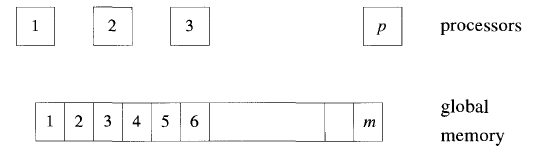 1 2 3 p processors
1 2 3 4 5 6 m global
memory